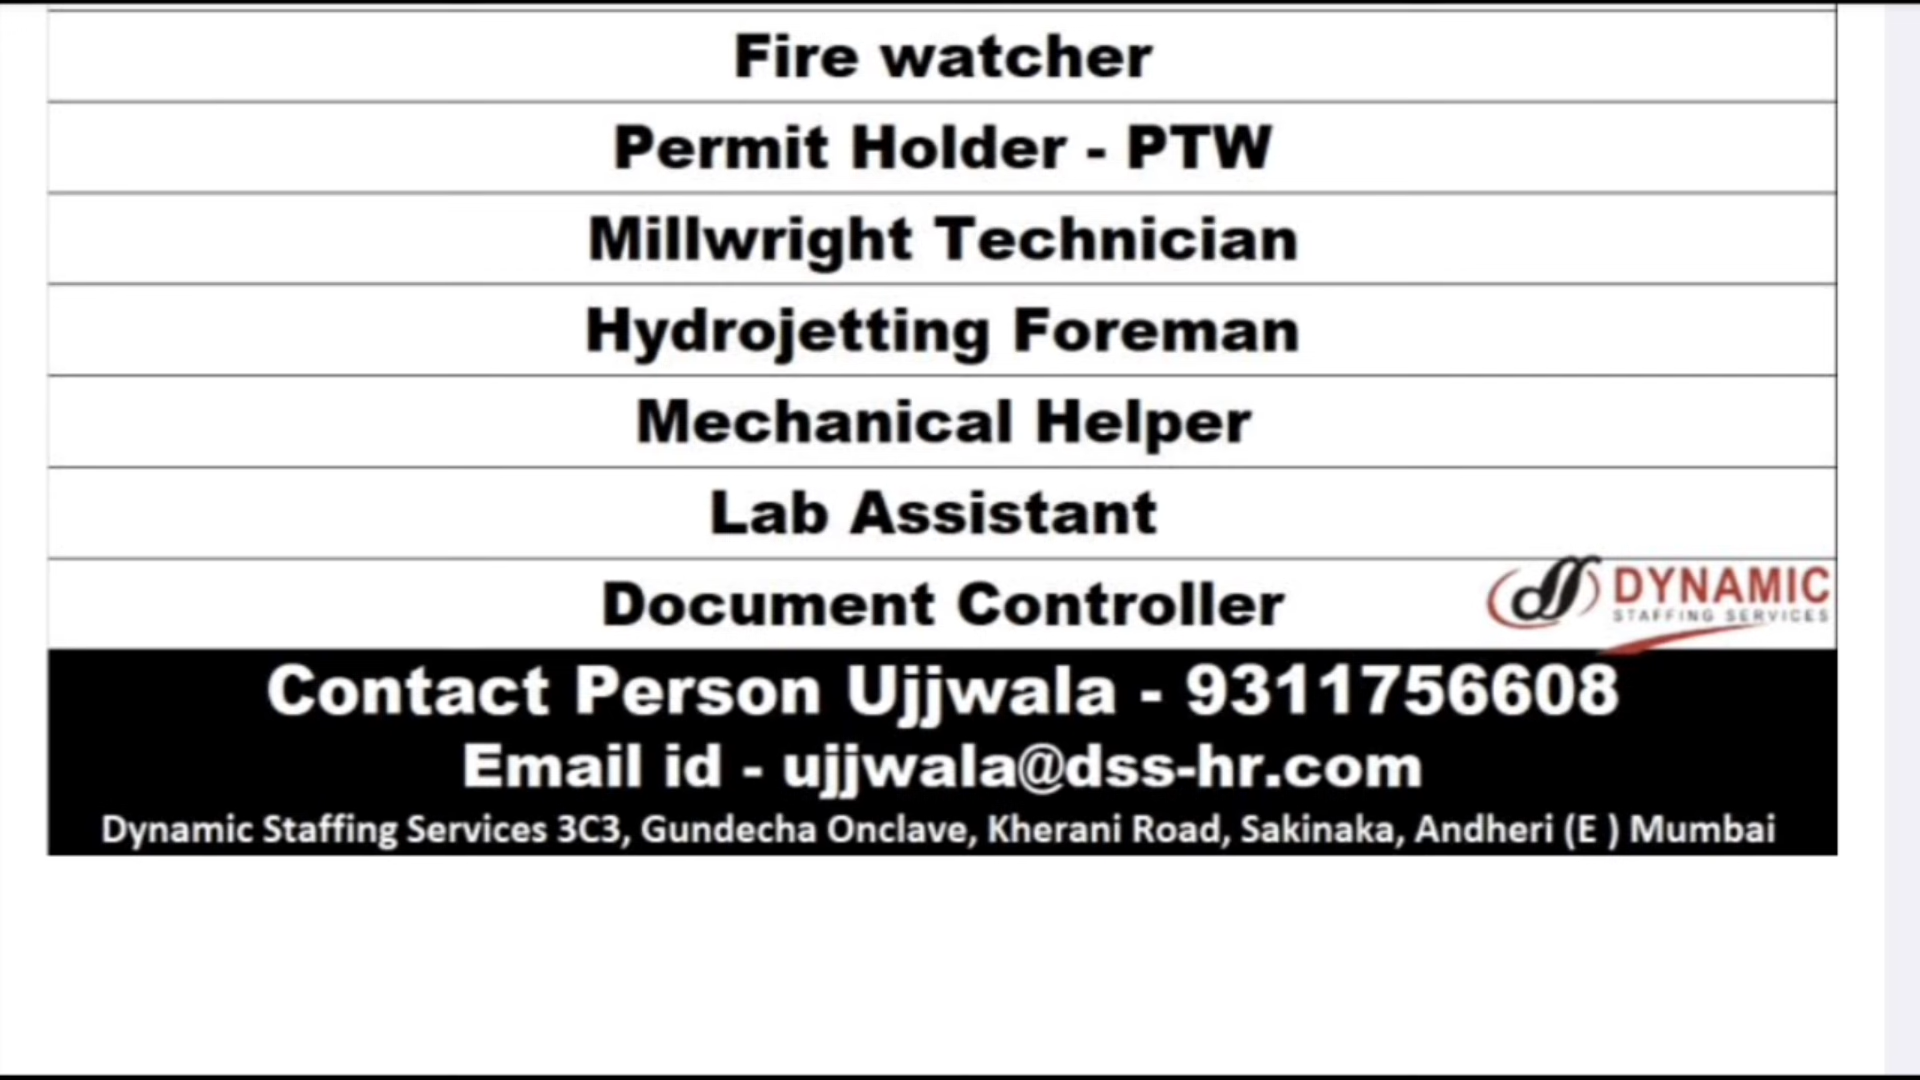 Fire watcher
Permit Holder - PTW
Millwright Technician
Hydrojetting Foreman
Mechanical Helper
Lab Assistant
Document Controller
dss DYNAMIC
STAFFING SERVICES
Contact Person Ujjwala - 9311756608
Email id - ujjwala@dss-hr.com
Dynamic Staffing Services 3C3, Gundecha Onclave, Kherani Road, Sakinaka, Andheri (E ) Mumbai